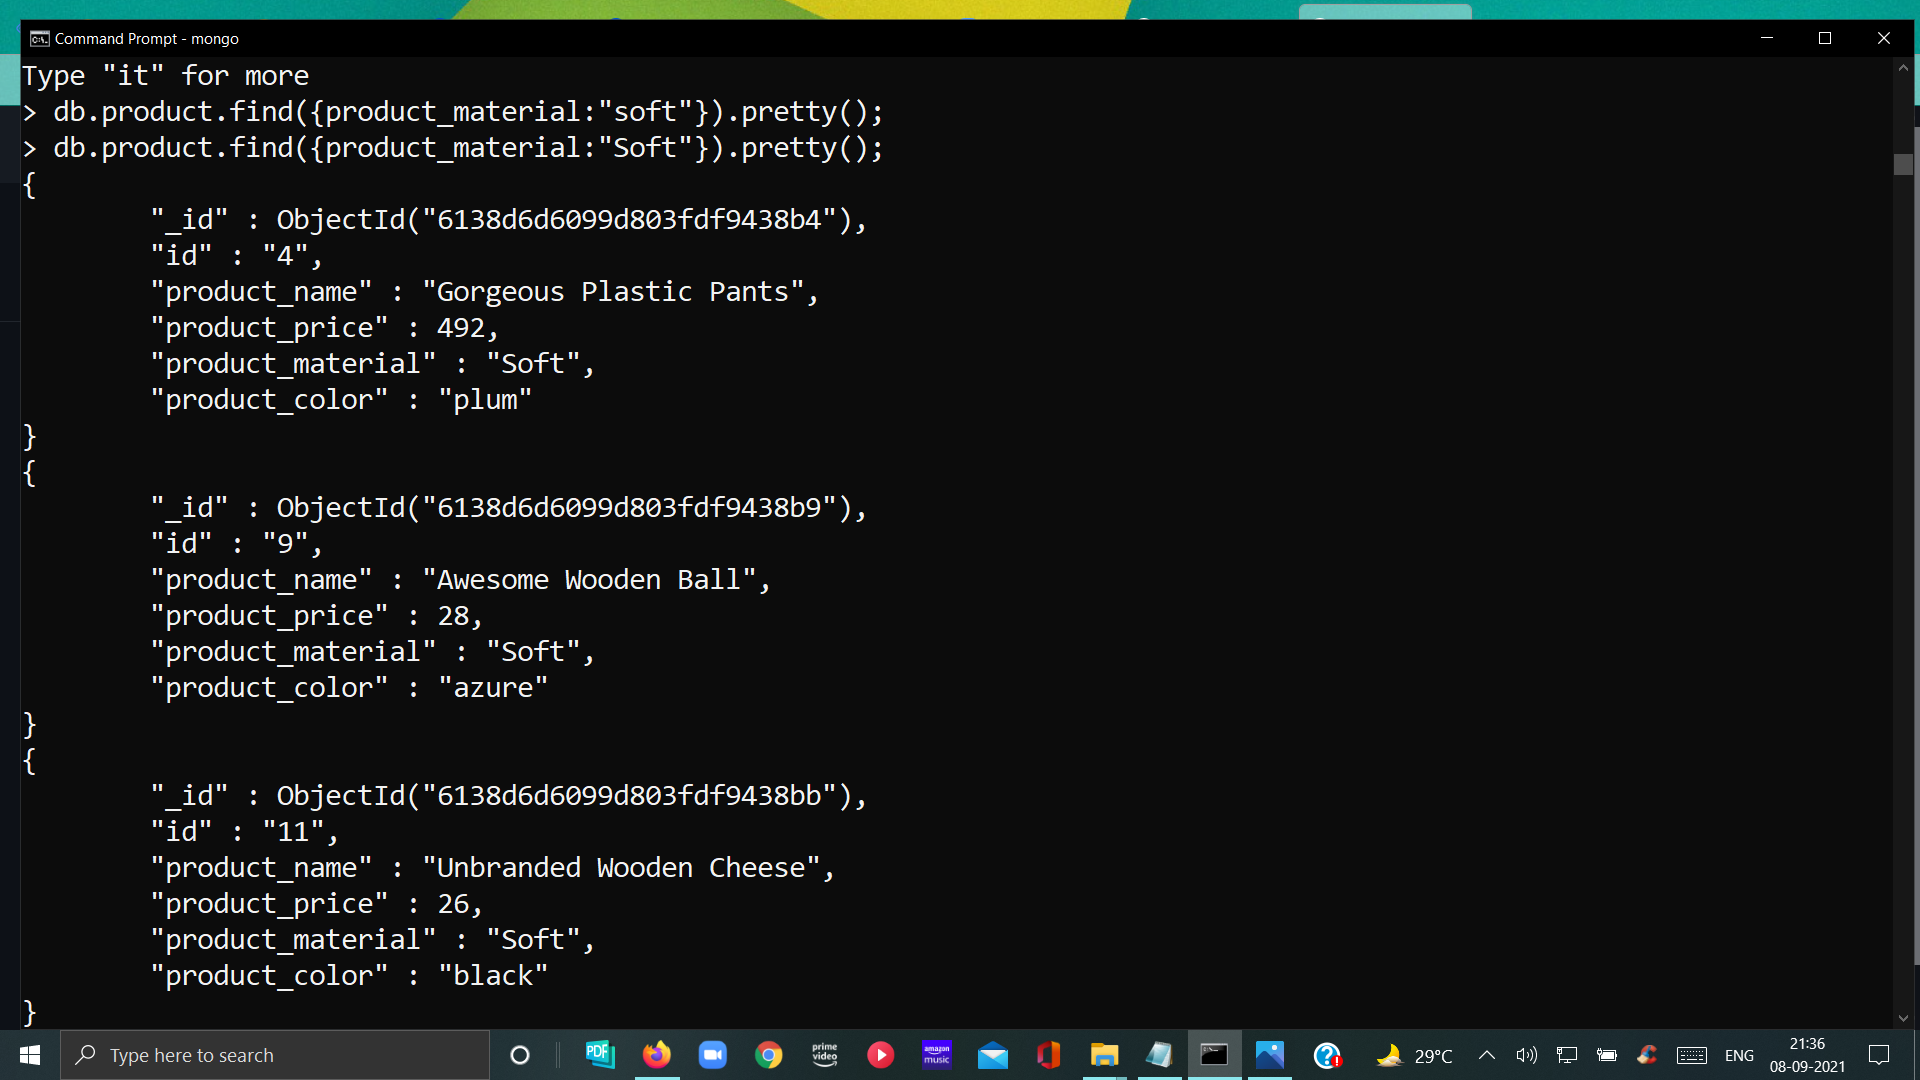 Command Prompt - mongo
Type "it" for more
> db.product.find({product_material:"soft"}).pretty();
> db.product.find({product_material:"Soft"}).pretty();
{
"_id" : ObjectId("6138d6d6099d803fdf9438b4"),
"id" : "4",
"product_name" : "Gorgeous Plastic Pants",
"product_price" : 492,
"product_material" : "Soft",
"product_color" : "plum"
}
{
"_id" : ObjectId("6138d6d6099d803fdf9438b9"),
"id" : "9",
"product_name" : "Awesome Wooden Ball",
"product_price" : 28,
"product_material" : "Soft",
"product_color" : "azure"
}
{
"_id" : ObjectId("6138d6d6099d803fdf9438bb"),
"id" : "11",
"product_name" : "Unbranded Wooden Cheese",
"product_price" : 26,
"product_material" : "Soft",
"product_color" : "black"
}
Type here to search
PDF
prime video
amazon music
29°C
ENG
21:36
08-09-2021